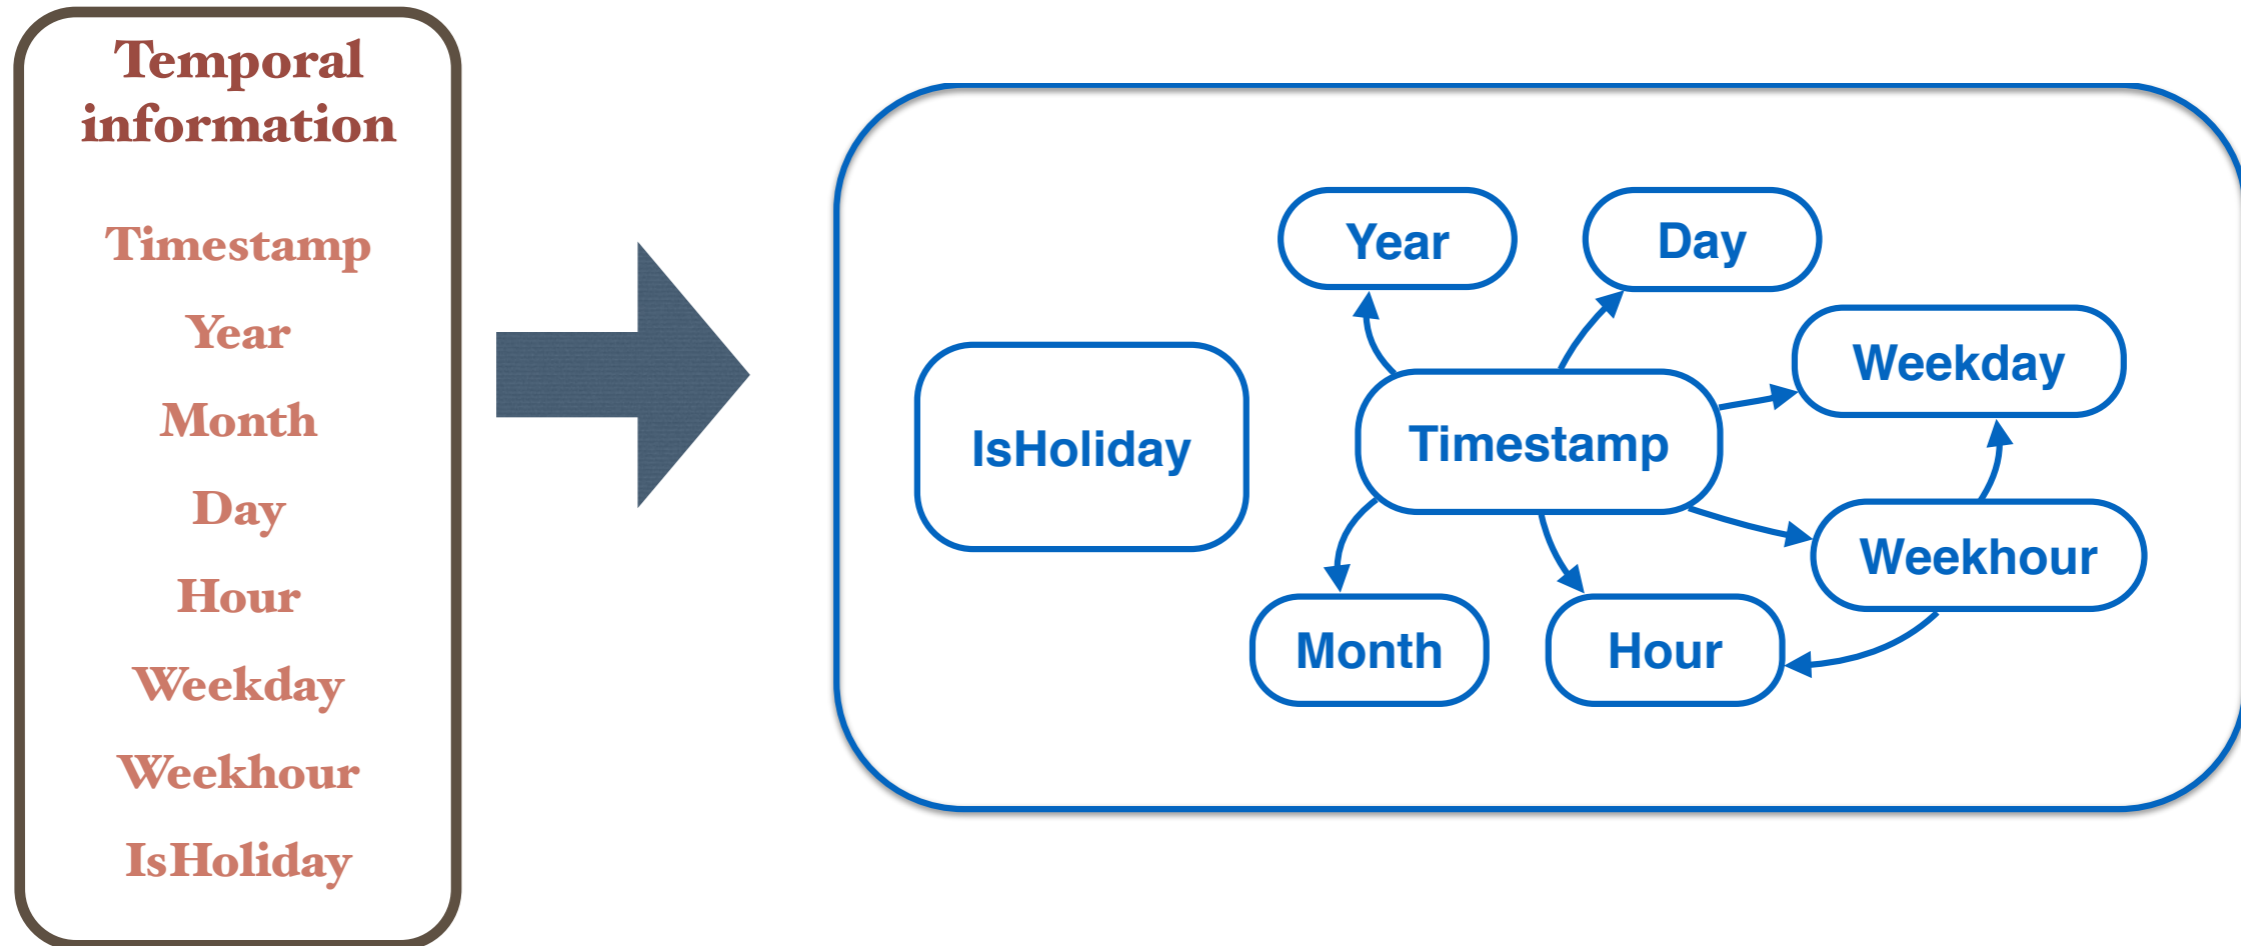 Temporal
information
Timestamp
Year
Month
Day
Hour
Weekday
Weekhour
IsHoliday
Year
Day
Weekday
IsHoliday
Timestamp
Weekhour
Month
Hour